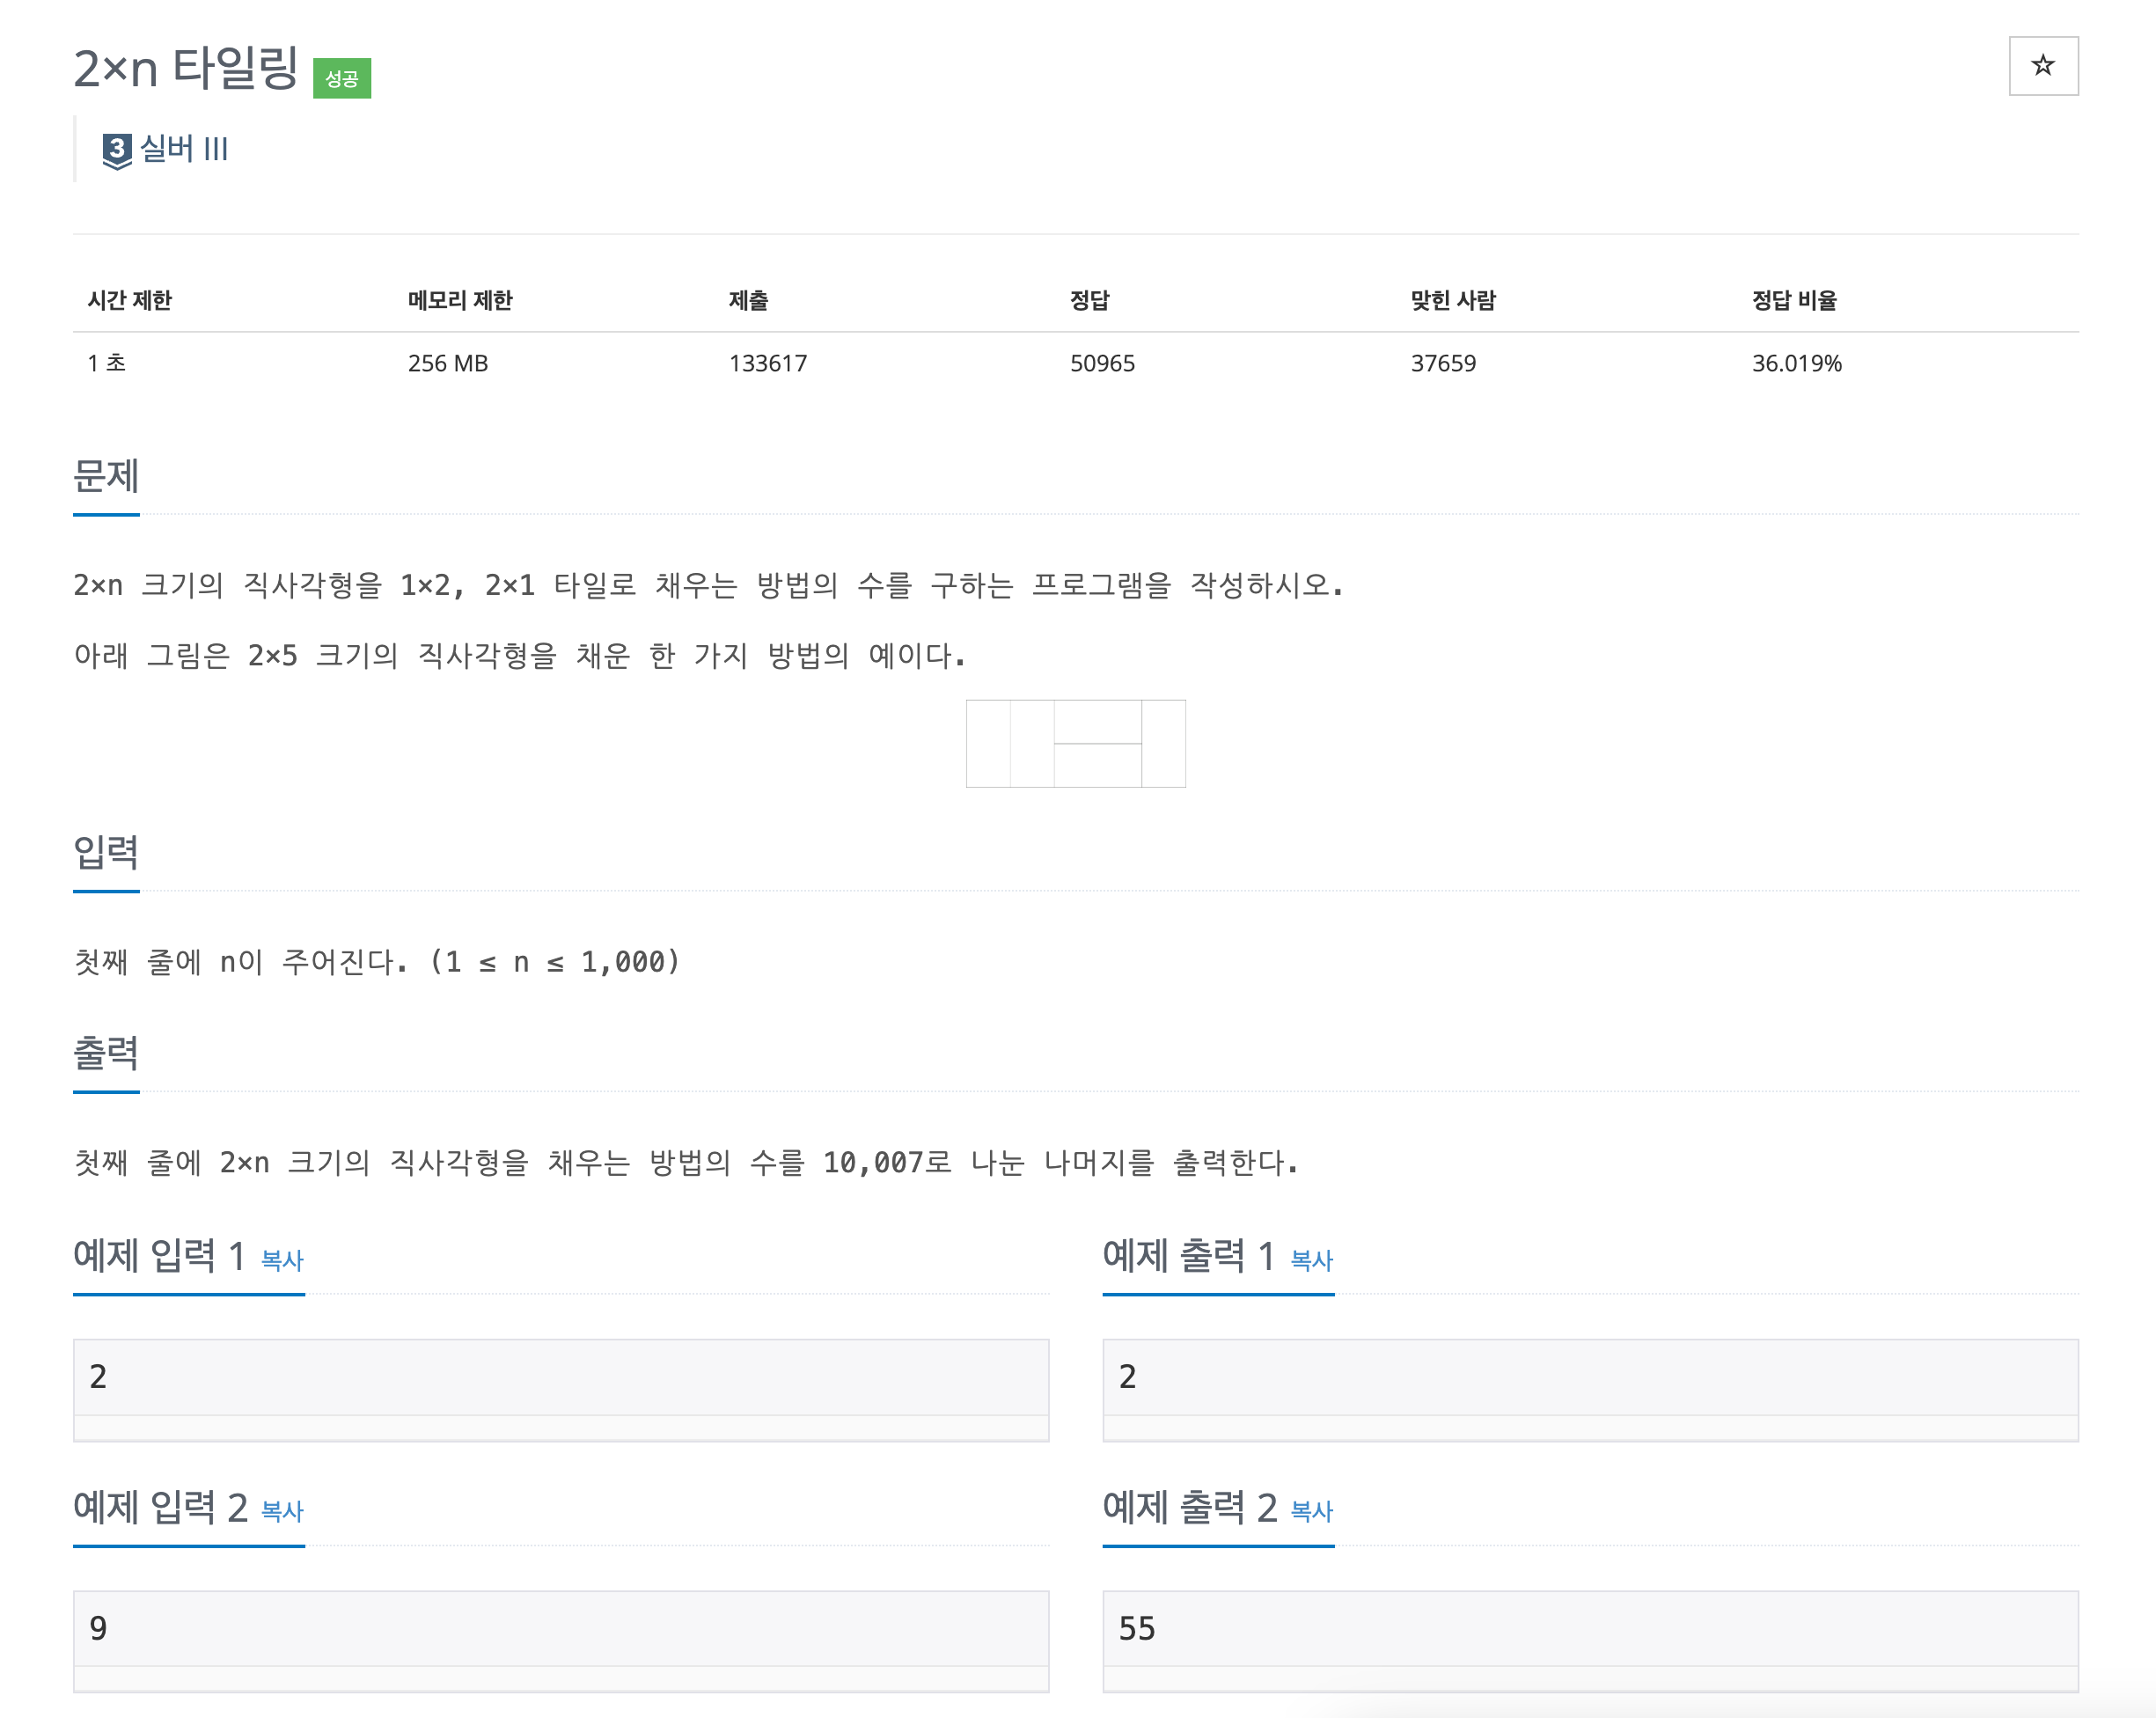 2×n 타일링 성공
☆
3 실버 III
시간 제한 메모리 제한 제출 정답 맞힌 사람 정답 비율
1 초 256 MB 133617 50965 37659 36.019%
문제
2×n 크기의 직사각형을 1×2, 2×1 타일로 채우는 방법의 수를 구하는 프로그램을 작성하시오.
아래 그림은 2×5 크기의 직사각형을 채운 한 가지 방법의 예이다.
입력
첫째 줄에 n이 주어진다. (1 ≤ n ≤ 1,000)
출력
첫째 줄에 2×n 크기의 직사각형을 채우는 방법의 수를 10,007로 나눈 나머지를 출력한다.
예제 입력 1 복사
2
예제 출력 1 복사
2
예제 입력 2 복사
9
예제 출력 2 복사
55